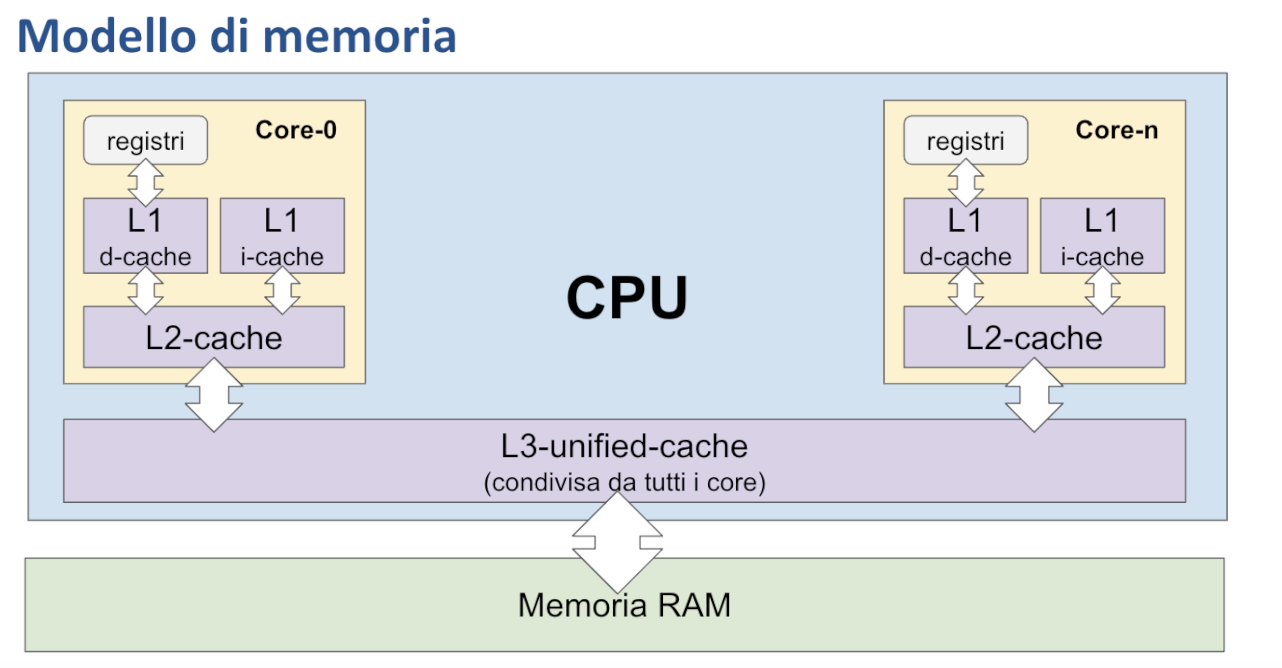 Modello di memoria
registri
Core-0
L1
d-cache
L1
i-cache
L2-cache
CPU
registri
Core-n
L1
d-cache
L1
i-cache
L2-cache
L3-unified-cache
(condivisa da tutti i core)
Memoria RAM